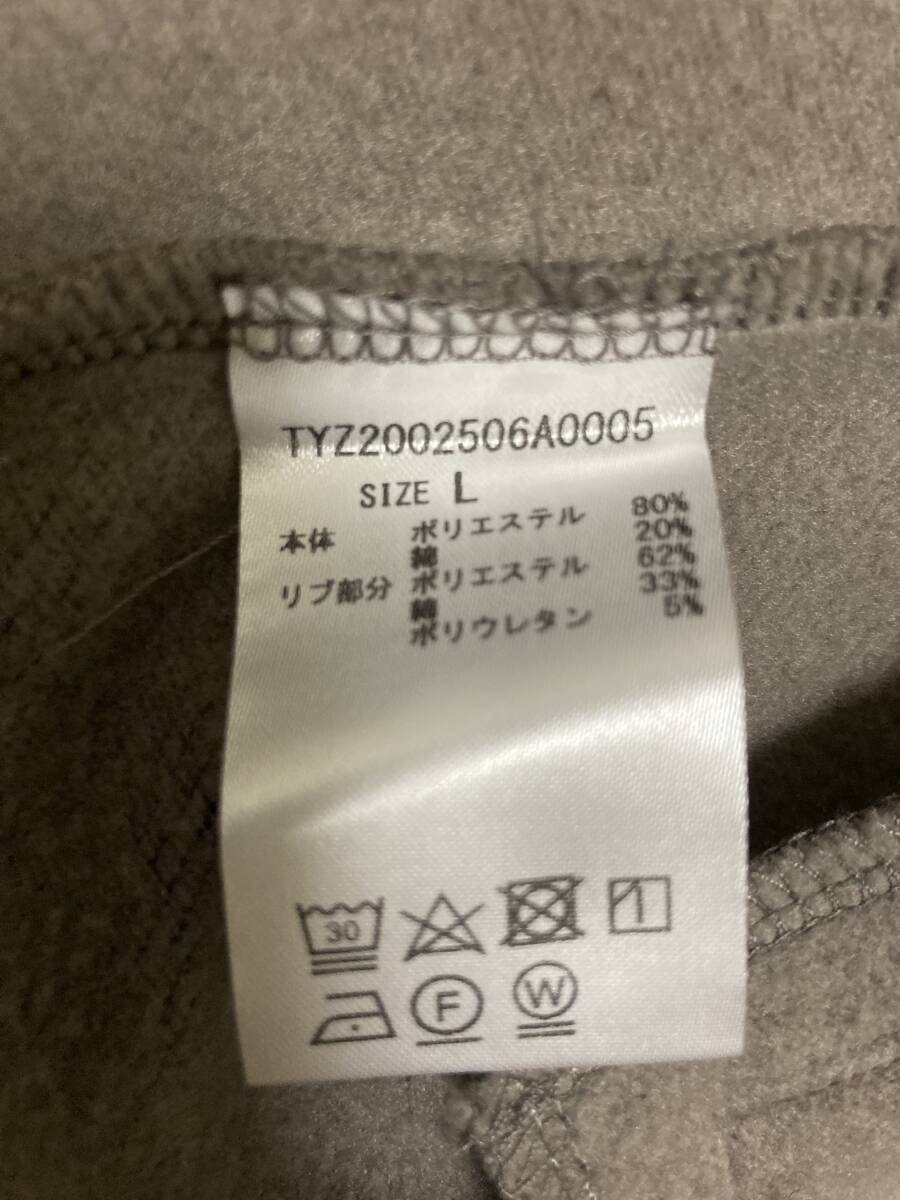 TYZ2002506A0005
SIZE L
本体 ポリエステル 80%
綿 20%
リブ部分 ポリエステル 62%
綿 33%
ポリウレタン 5%
30
F W